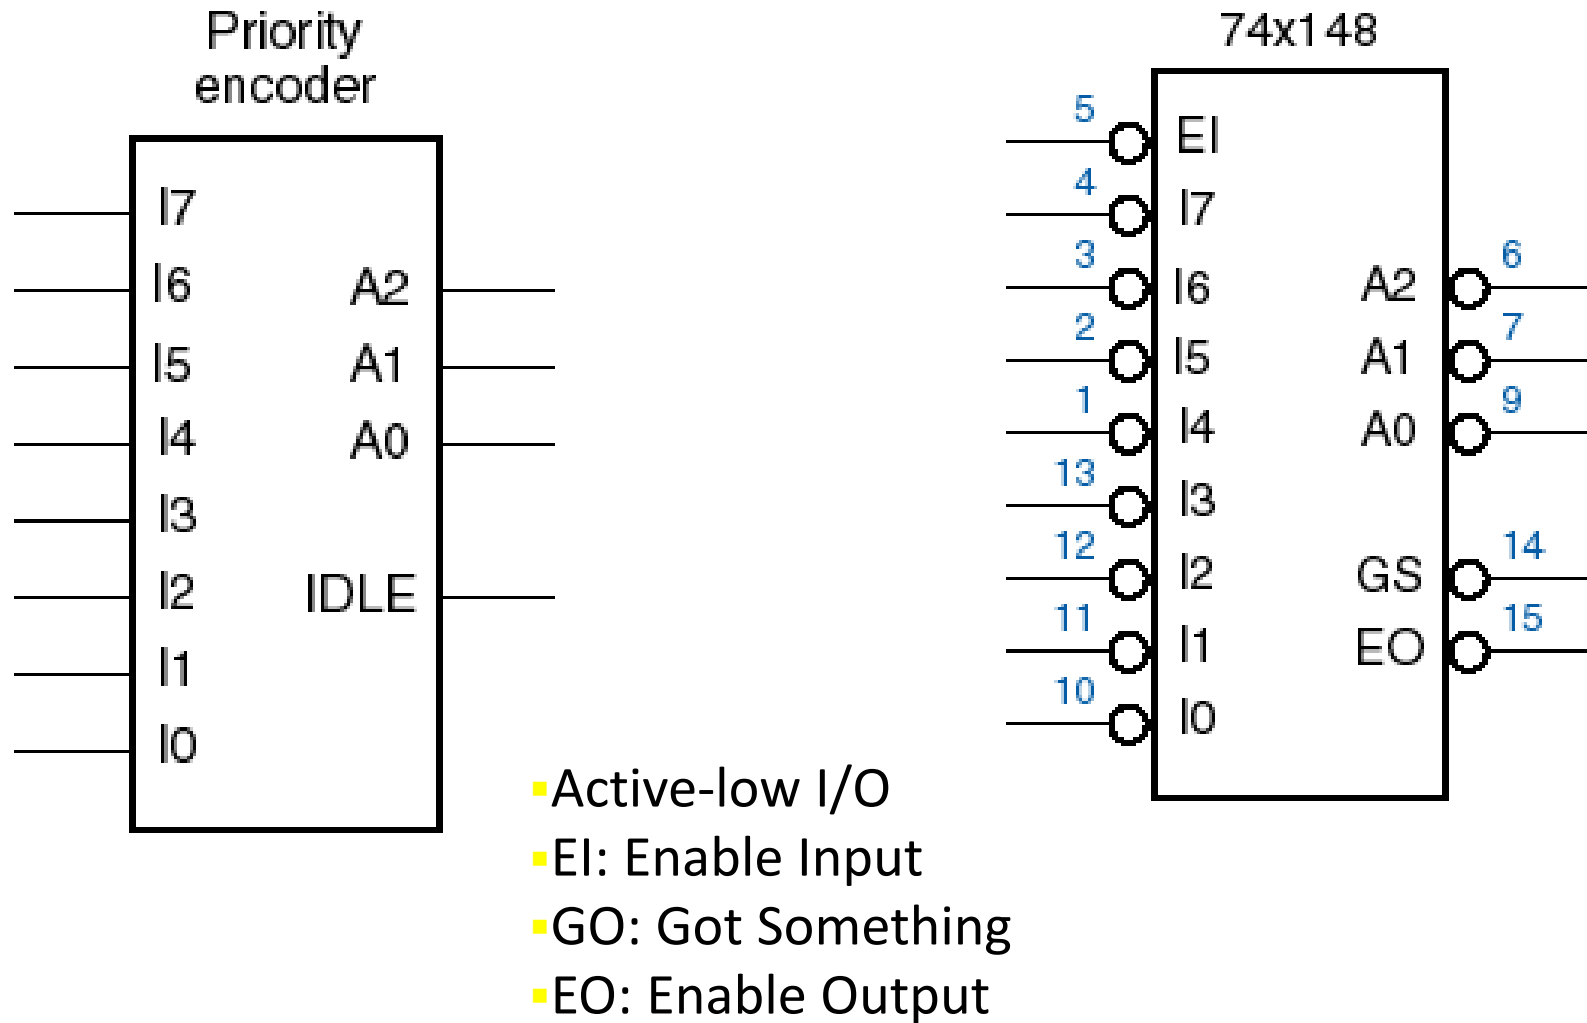 Priority
encoder
I7
I6
I5
I4
I3
I2
I1
I0
A2
A1
A0
IDLE
74x148
5
4
3
2
1
13
12
11
10
EI
I7
I6
I5
I4
I3
I2
I1
I0
A2
A1
A0
GS
EO
6
7
9
14
15
Active-low I/O
EI: Enable Input
GO: Got Something
EO: Enable Output